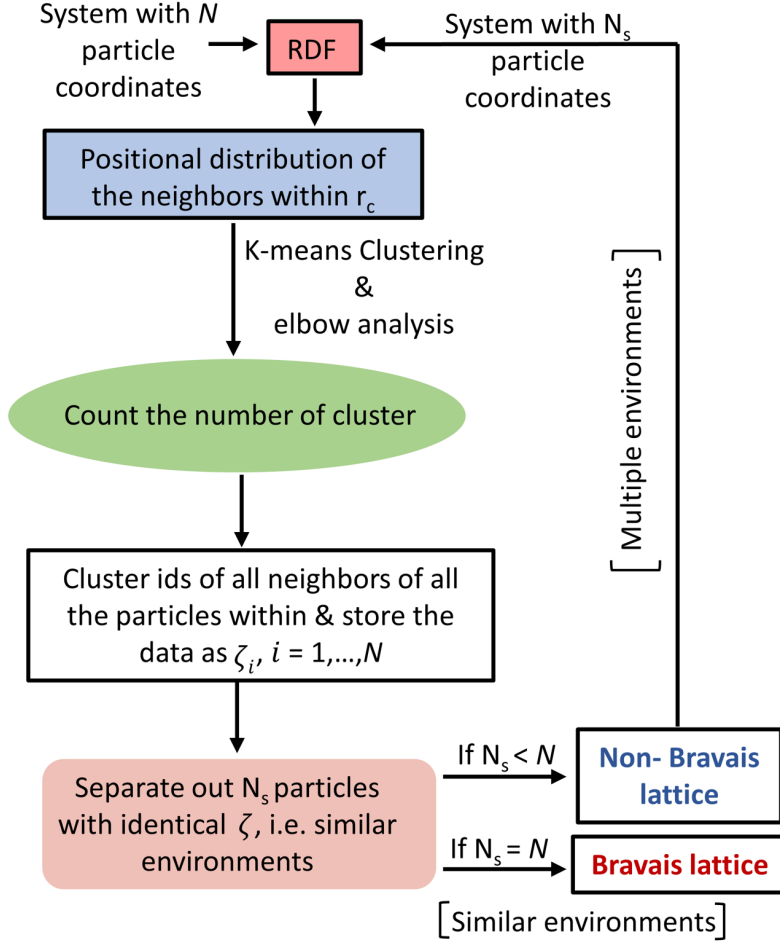 System with N
particle
coordinates
RDF
System with Nₛ
particle
coordinates
Positional distribution of
the neighbors within r꜀
K-means Clustering
&
elbow analysis
Count the number of cluster
[Multiple environments]
Cluster ids of all neighbors of all
the particles within & store the
data as ζᵢ, i = 1,...,N
Separate out Nₛ particles
with identical ζ, i.e. similar
environments
If Nₛ < N
Non- Bravais
lattice
If Nₛ = N
Bravais lattice
[Similar environments]